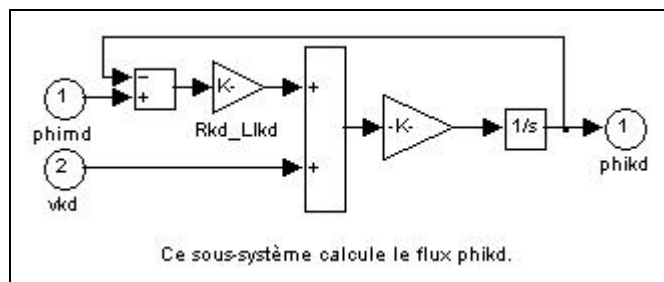 −
+
1
phimd
K-
Rkd_Llkd
+
-K-
1/s
1
phikd
2
vkd
+
Ce sous-système calcule le flux phikd.